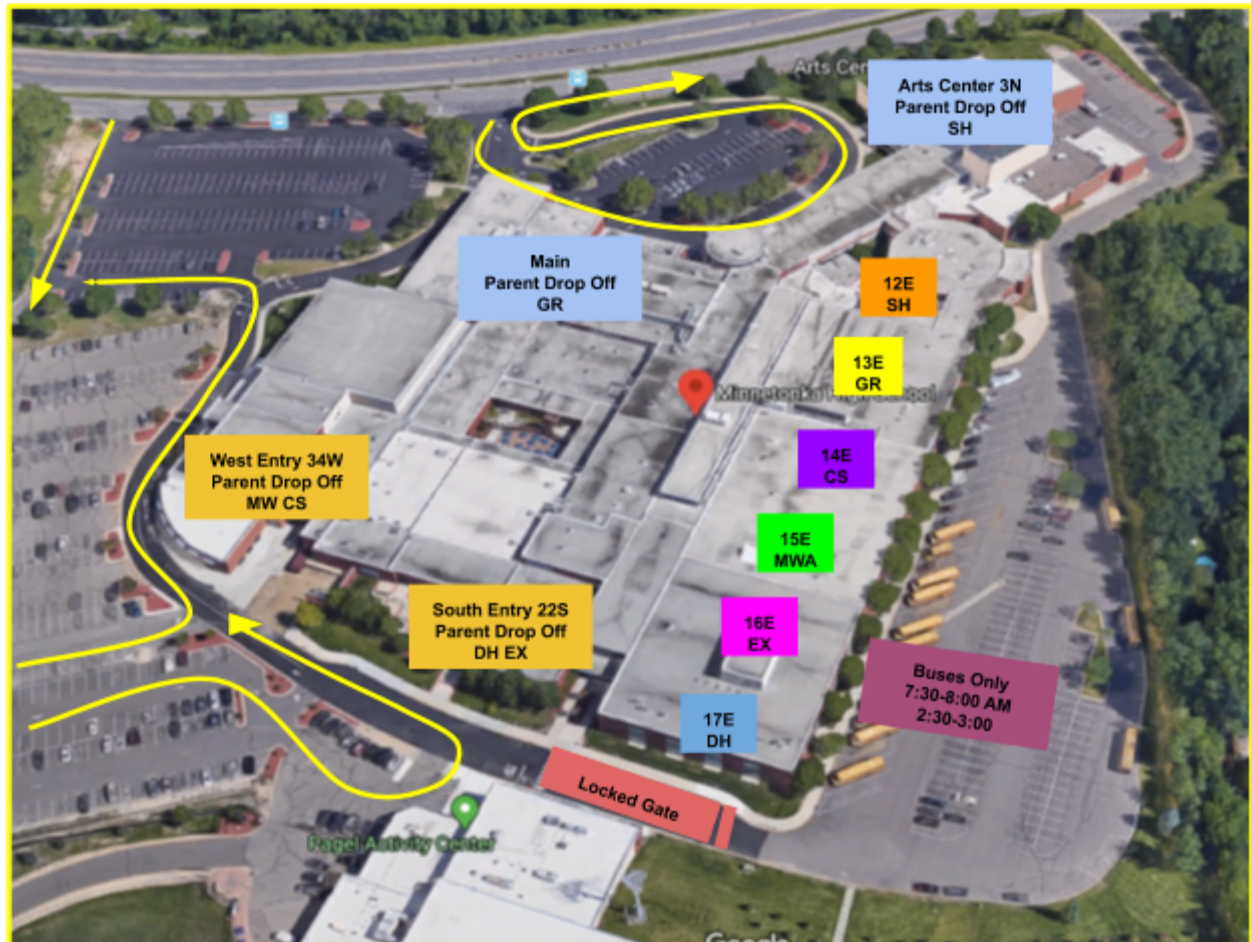 Arts Cen
Arts Center 3N
Parent Drop Off
SH
Main
Parent Drop Off
GR
12E
SH
13E
GR
Minnetonka High School
14E
CS
West Entry 34W
Parent Drop Off
MW CS
15E
MWA
South Entry 22S
Parent Drop Off
DH EX
16E
EX
Buses Only
7:30-8:00 AM
2:30-3:00
17E
DH
Locked Gate
Pagel Activity Center
Google